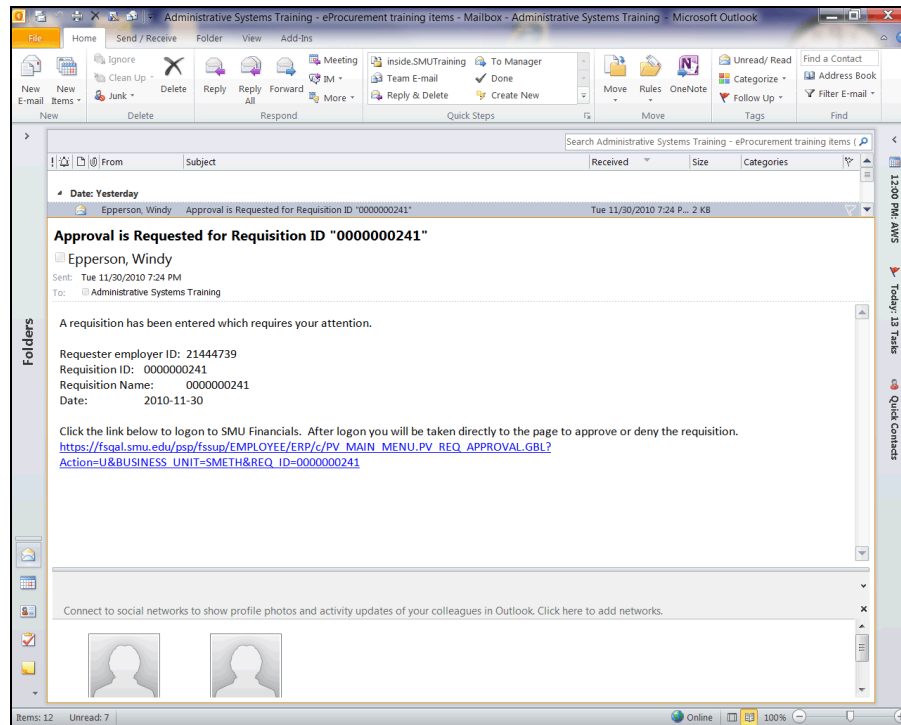 Administrative Systems Training - eProcurement training items - Mailbox - Administrative Systems Training - Microsoft Outlook
File Home Send / Receive Folder View Add-Ins
New E-mail
New Items
Ignore
Clean Up
Junk
Delete
Reply
Reply All
Forward
Meeting
IM
More
inside.SMUTraining
Team E-mail
Reply & Delete
To Manager
Done
Create New
Move
Rules
OneNote
Unread/ Read
Categorize
Follow Up
Find a Contact
Address Book
Filter E-mail
New Delete Respond Quick Steps Move Tags Find
Search Administrative Systems Training - eProcurement training items (
From Subject Received Size Categories
Date: Yesterday
Epperson, Windy Approval is Requested for Requisition ID "0000000241" Tue 11/30/2010 7:24 P... 2 KB
Approval is Requested for Requisition ID "0000000241"
Epperson, Windy
Sent: Tue 11/30/2010 7:24 PM
To: Administrative Systems Training
A requisition has been entered which requires your attention.
Requester employer ID: 21444739
Requisition ID: 0000000241
Requisition Name: 0000000241
Date: 2010-11-30
Click the link below to logon to SMU Financials. After logon you will be taken directly to the page to approve or deny the requisition.
https://fsqal.smu.edu/psp/fssup/EMPLOYEE/ERP/c/PV_MAIN_MENU.PV_REQ_APPROVAL.GBL?
Action=U&BUSINESS_UNIT=SMETH&REQ_ID=0000000241
Connect to social networks to show profile photos and activity updates of your colleagues in Outlook. Click here to add networks.
Folders
12:00 PM: AWS
Today: 13 Tasks
Quick Contacts
Items: 12 Unread: 7
Online 100%